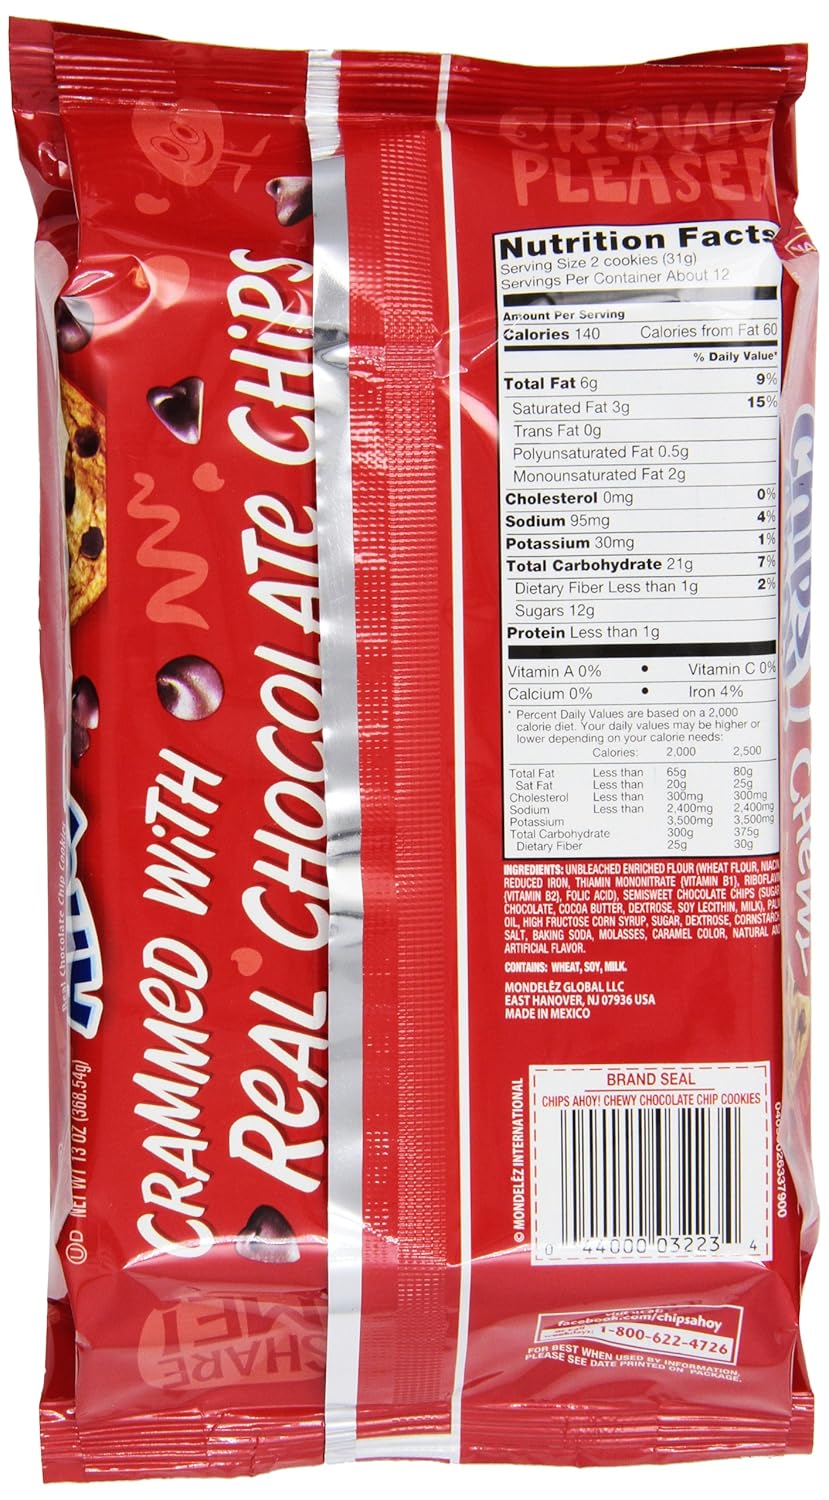 CROWD
PLEASER
Nutrition Facts
Serving Size 2 cookies (31g)
Servings Per Container About 12
Amount Per Serving
Calories 140 Calories from Fat 60
% Daily Value*
Total Fat 6g 9%
Saturated Fat 3g 15%
Trans Fat 0g
Polyunsaturated Fat 0.5g
Monounsaturated Fat 2g
Cholesterol 0mg 0%
Sodium 95mg 4%
Potassium 30mg 1%
Total Carbohydrate 21g 7%
Dietary Fiber Less than 1g 2%
Sugars 12g
Protein Less than 1g
Vitamin A 0% • Vitamin C 0%
Calcium 0% • Iron 4%
* Percent Daily Values are based on a 2,000
calorie diet. Your daily values may be higher or
lower depending on your calorie needs:
Calories: 2,000 2,500
Total Fat Less than 65g 80g
Sat Fat Less than 20g 25g
Cholesterol Less than 300mg 300mg
Sodium Less than 2,400mg 2,400mg
Potassium 3,500mg 3,500mg
Total Carbohydrate 300g 375g
Dietary Fiber 25g 30g
INGREDIENTS: UNBLEACHED ENRICHED FLOUR (WHEAT FLOUR, NIACIN
REDUCED IRON, THIAMIN MONONITRATE {VITAMIN B1}, RIBOFLAVIN
{VITAMIN B2}, FOLIC ACID), SEMISWEET CHOCOLATE CHIPS (SUGAR
CHOCOLATE, COCOA BUTTER, DEXTROSE, SOY LECITHIN, MILK), PALM
OIL, HIGH FRUCTOSE CORN SYRUP, SUGAR, DEXTROSE, CORNSTARCH
SALT, BAKING SODA, MOLASSES, CARAMEL COLOR, NATURAL AND
ARTIFICIAL FLAVOR.
CONTAINS: WHEAT, SOY, MILK.
MONDELĒZ GLOBAL LLC
EAST HANOVER, NJ 07936 USA
MADE IN MEXICO
BRAND SEAL
CHIPS AHOY! CHEWY CHOCOLATE CHIP COOKIES
0 44000 03223 4
© MONDELĒZ INTERNATIONAL
facebook.com/chipsahoy
1-800-622-4726
FOR BEST WHEN USED BY INFORMATION,
PLEASE SEE DATE PRINTED ON PACKAGE.
CRAMMED WITH
REAL CHOCOLATE CHIPS
Real Chocolate Chip Cookies
NET WT 13 OZ (368.54g)
UD
SHARE
ME!
CHIPS
CHEWY